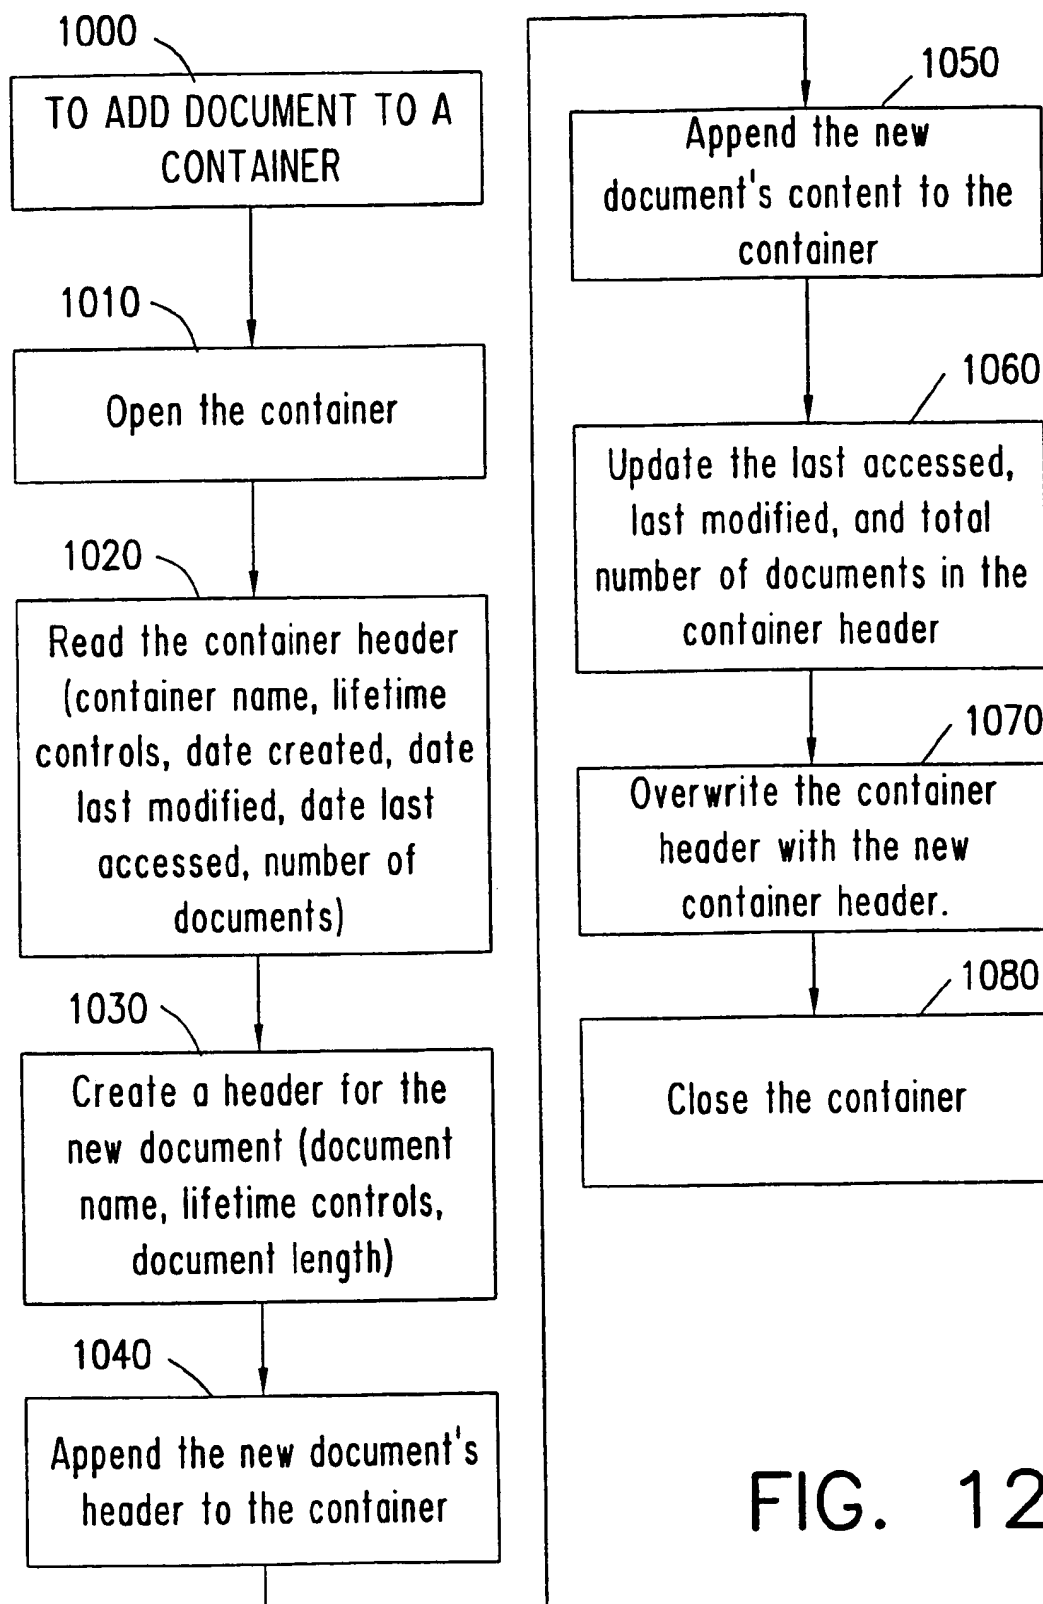 1000
TO ADD DOCUMENT TO A
CONTAINER
1010
Open the container
1020
Read the container header
(container name, lifetime
controls, date created, date
last modified, date last
accessed, number of
documents)
1030
Create a header for the
new document (document
name, lifetime controls,
document length)
1040
Append the new document's
header to the container
1050
Append the new
document's content to the
container
1060
Update the last accessed,
last modified, and total
number of documents in the
container header
1070
Overwrite the container
header with the new
container header.
1080
Close the container
FIG. 12